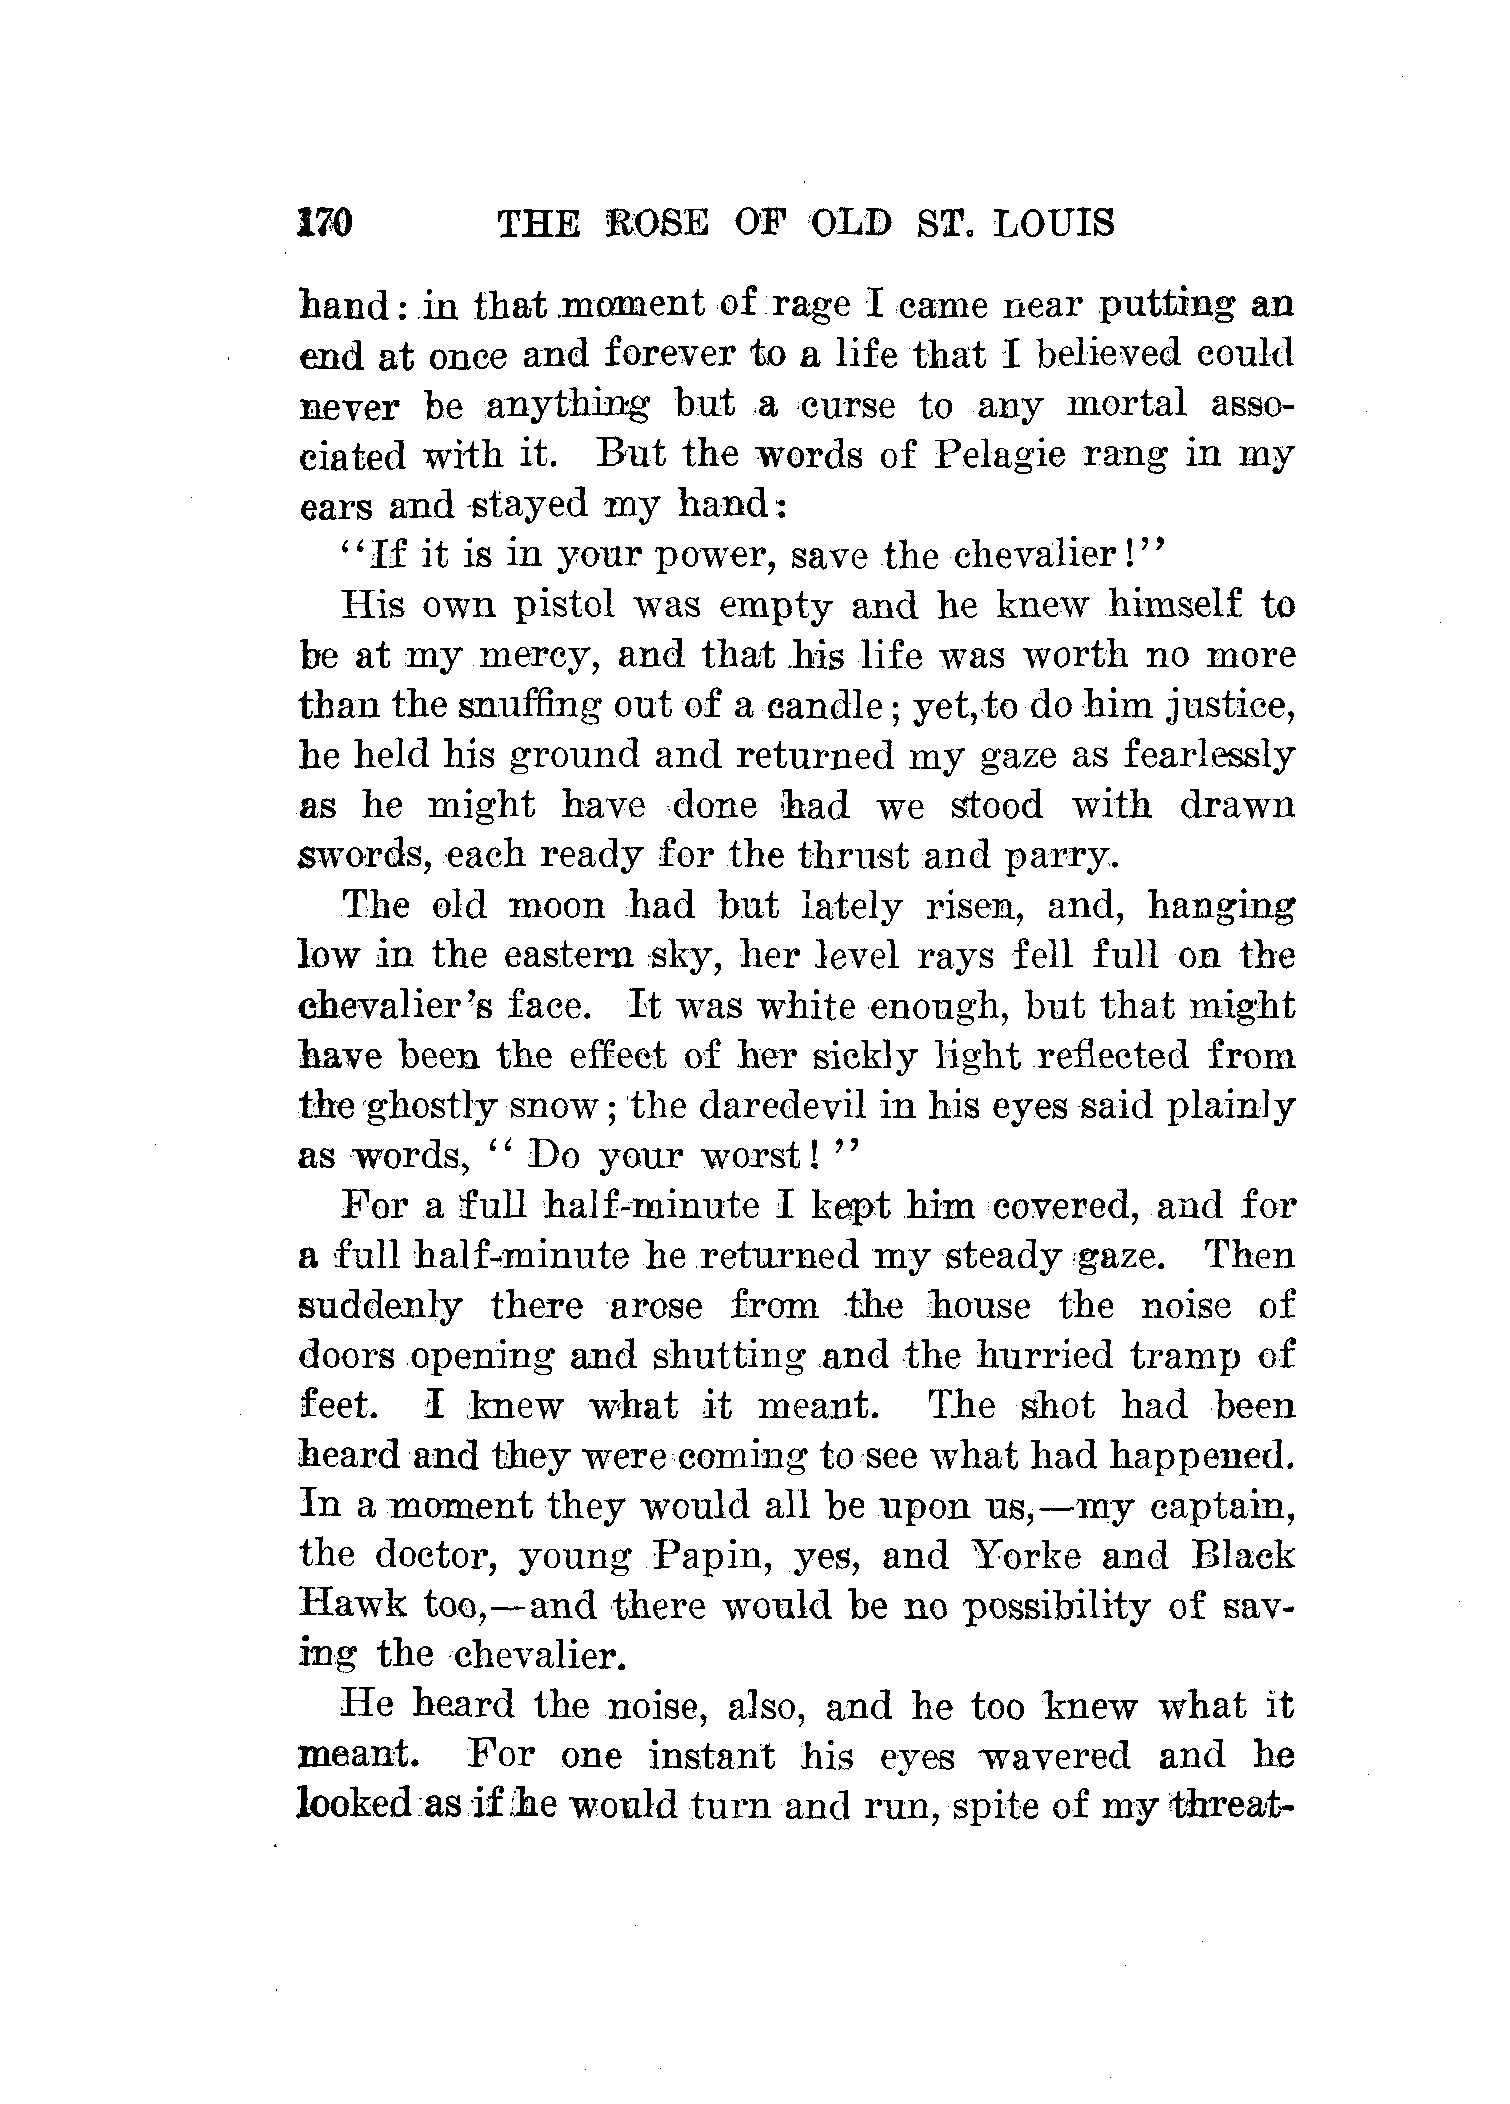 170 THE ROSE OF OLD ST. LOUIS
hand: in that moment of rage I came near putting an
end at once and forever to a life that I believed could
never be anything but a curse to any mortal asso-
ciated with it. But the words of Pelagie rang in my
ears and stayed my hand:
"If it is in your power, save the chevalier!"
His own pistol was empty and he knew himself to
be at my mercy, and that his life was worth no more
than the snuffing out of a candle; yet, to do him justice,
he held his ground and returned my gaze as fearlessly
as he might have done had we stood with drawn
swords, each ready for the thrust and parry.
The old moon had but lately risen, and, hanging
low in the eastern sky, her level rays fell full on the
chevalier's face. It was white enough, but that might
have been the effect of her sickly light reflected from
the ghostly snow; the daredevil in his eyes said plainly
as words, " Do your worst! "
For a full half-minute I kept him covered, and for
a full half-minute he returned my steady gaze. Then
suddenly there arose from the house the noise of
doors opening and shutting and the hurried tramp of
feet. I knew what it meant. The shot had been
heard and they were coming to see what had happened.
In a moment they would all be upon us,—my captain,
the doctor, young Papin, yes, and Yorke and Black
Hawk too,—and there would be no possibility of sav-
ing the chevalier.
He heard the noise, also, and he too knew what it
meant. For one instant his eyes wavered and he
looked as if he would turn and run, spite of my threat-